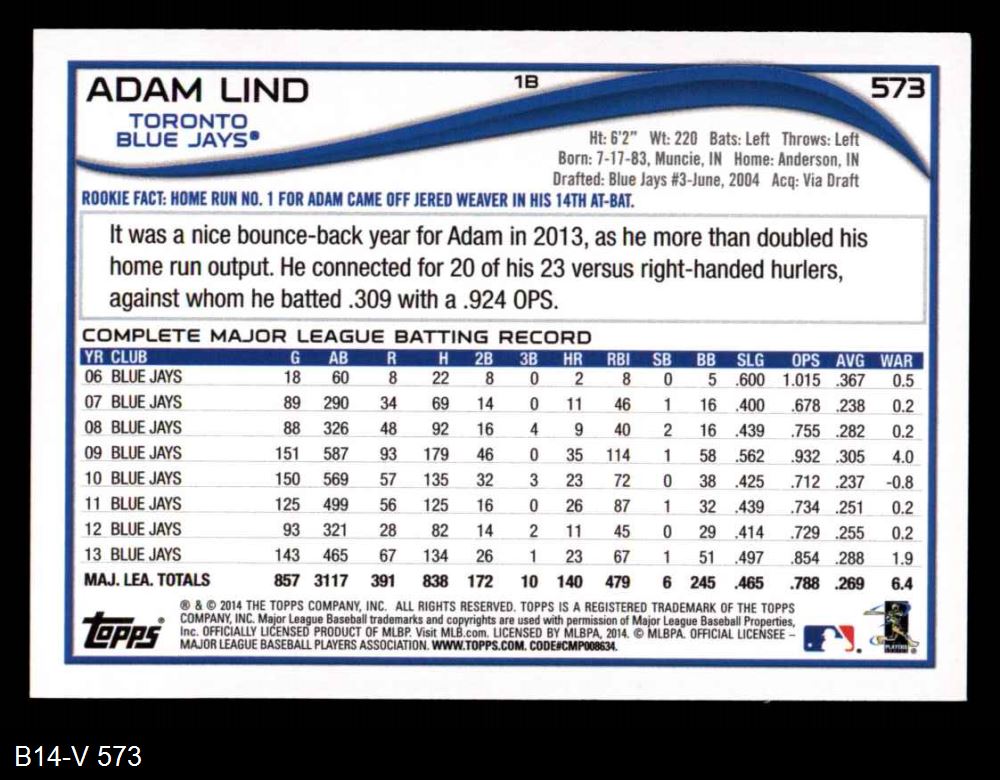 ADAM LIND 1B 573
TORONTO
BLUE JAYS®
Ht: 6'2" Wt: 220 Bats: Left Throws: Left
Born: 7-17-83, Muncie, IN Home: Anderson, IN
Drafted: Blue Jays #3-June, 2004 Acq: Via Draft
ROOKIE FACT: HOME RUN NO. 1 FOR ADAM CAME OFF JERED WEAVER IN HIS 14TH AT-BAT.
It was a nice bounce-back year for Adam in 2013, as he more than doubled his
home run output. He connected for 20 of his 23 versus right-handed hurlers,
against whom he batted .309 with a .924 OPS.
COMPLETE MAJOR LEAGUE BATTING RECORD
YR CLUB G AB R H 2B 3B HR RBI SB BB SLG OPS AVG WAR
06 BLUE JAYS 18 60 8 22 8 0 2 8 0 5 .600 1.015 .367 0.5
07 BLUE JAYS 89 290 34 69 14 0 11 46 1 16 .400 .678 .238 0.2
08 BLUE JAYS 88 326 48 92 16 4 9 40 2 16 .439 .755 .282 0.2
09 BLUE JAYS 151 587 93 179 46 0 35 114 1 58 .562 .932 .305 4.0
10 BLUE JAYS 150 569 57 135 32 3 23 72 0 38 .425 .712 .237 -0.8
11 BLUE JAYS 125 499 56 125 16 0 26 87 1 32 .439 .734 .251 0.2
12 BLUE JAYS 93 321 28 82 14 2 11 45 0 29 .414 .729 .255 0.2
13 BLUE JAYS 143 465 67 134 26 1 23 67 1 51 .497 .854 .288 1.9
MAJ. LEA. TOTALS 857 3117 391 838 172 10 140 479 6 245 .465 .788 .269 6.4
® & © 2014 THE TOPPS COMPANY, INC. ALL RIGHTS RESERVED. TOPPS IS A REGISTERED TRADEMARK OF THE TOPPS
COMPANY, INC. Major League Baseball trademarks and copyrights are used with permission of Major League Baseball Properties,
Inc. OFFICIALLY LICENSED PRODUCT OF MLBP. Visit MLB.com. LICENSED BY MLBPA, 2014. © MLBPA. OFFICIAL LICENSEE –
MAJOR LEAGUE BASEBALL PLAYERS ASSOCIATION. WWW.TOPPS.COM. CODE#CMP008634.
Topps®
PLAYERS
B14-V 573